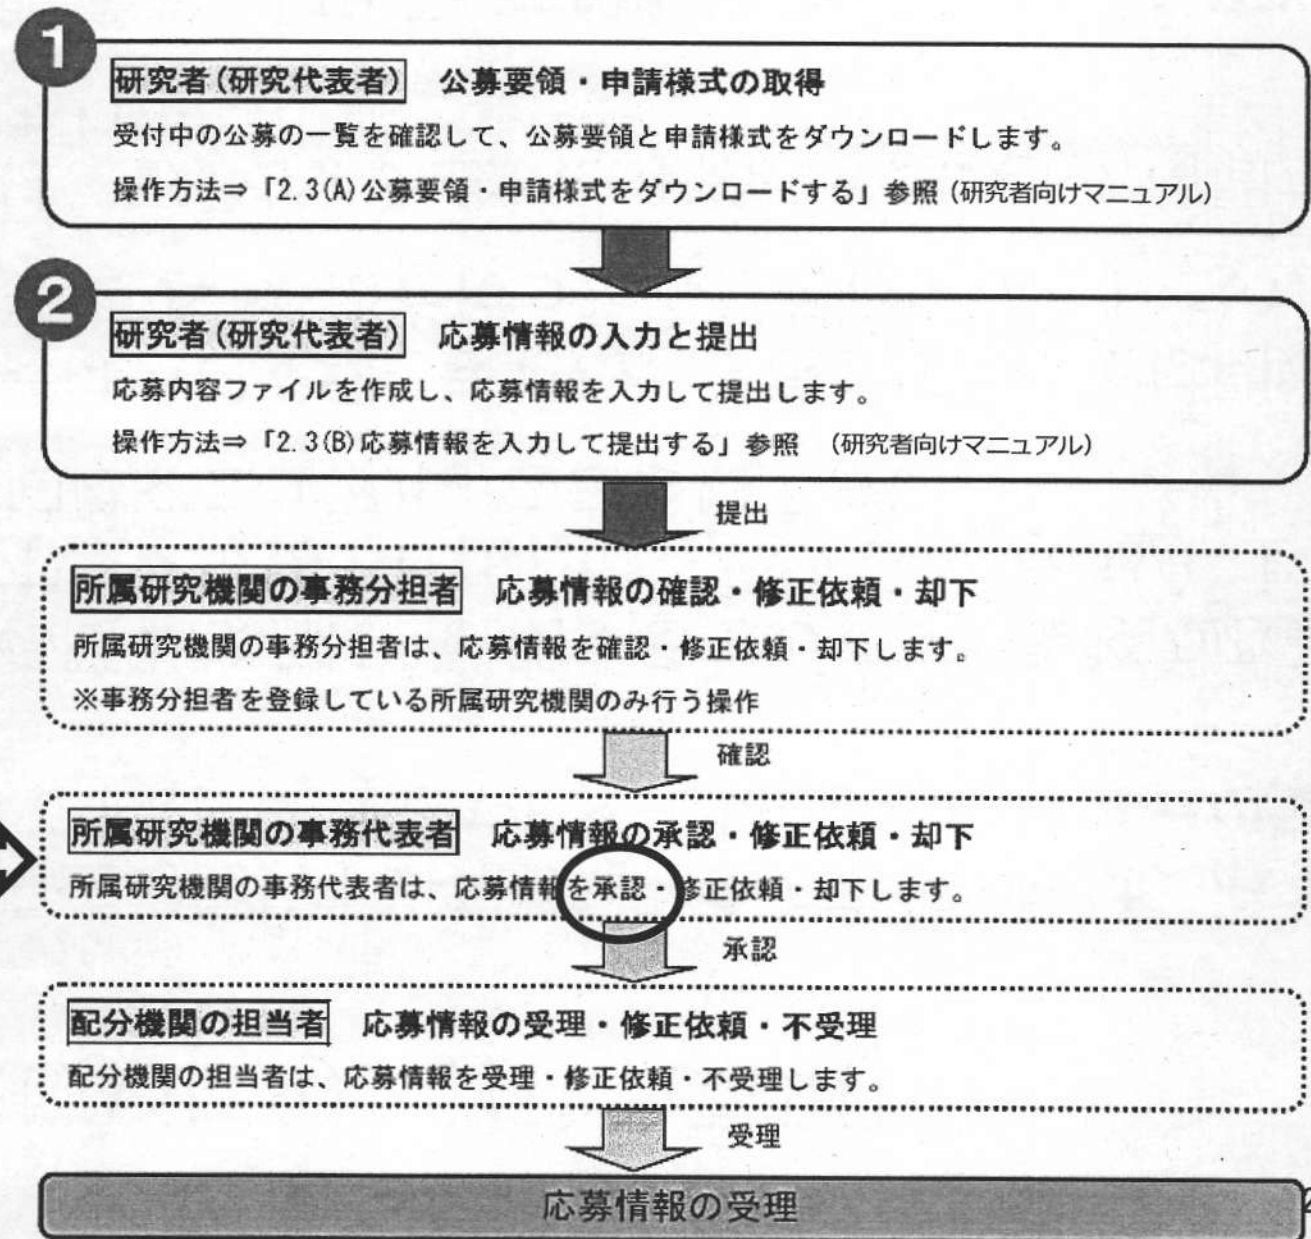 1
研究者(研究代表者) 公募要領・申請様式の取得
受付中の公募の一覧を確認して、公募要領と申請様式をダウンロードします。
操作方法⇒「2.3(A)公募要領・申請様式をダウンロードする」参照(研究者向けマニュアル)
2
研究者(研究代表者) 応募情報の入力と提出
応募内容ファイルを作成し、応募情報を入力して提出します。
操作方法⇒「2.3(B)応募情報を入力して提出する」参照 (研究者向けマニュアル)
提出
所属研究機関の事務分担者 応募情報の確認・修正依頼・却下
所属研究機関の事務分担者は、応募情報を確認・修正依頼・却下します。
※事務分担者を登録している所属研究機関のみ行う操作
確認
所属研究機関の事務代表者 応募情報の承認・修正依頼・却下
所属研究機関の事務代表者は、応募情報を承認・修正依頼・却下します。
承認
配分機関の担当者 応募情報の受理・修正依頼・不受理
配分機関の担当者は、応募情報を受理・修正依頼・不受理します。
受理
応募情報の受理
2